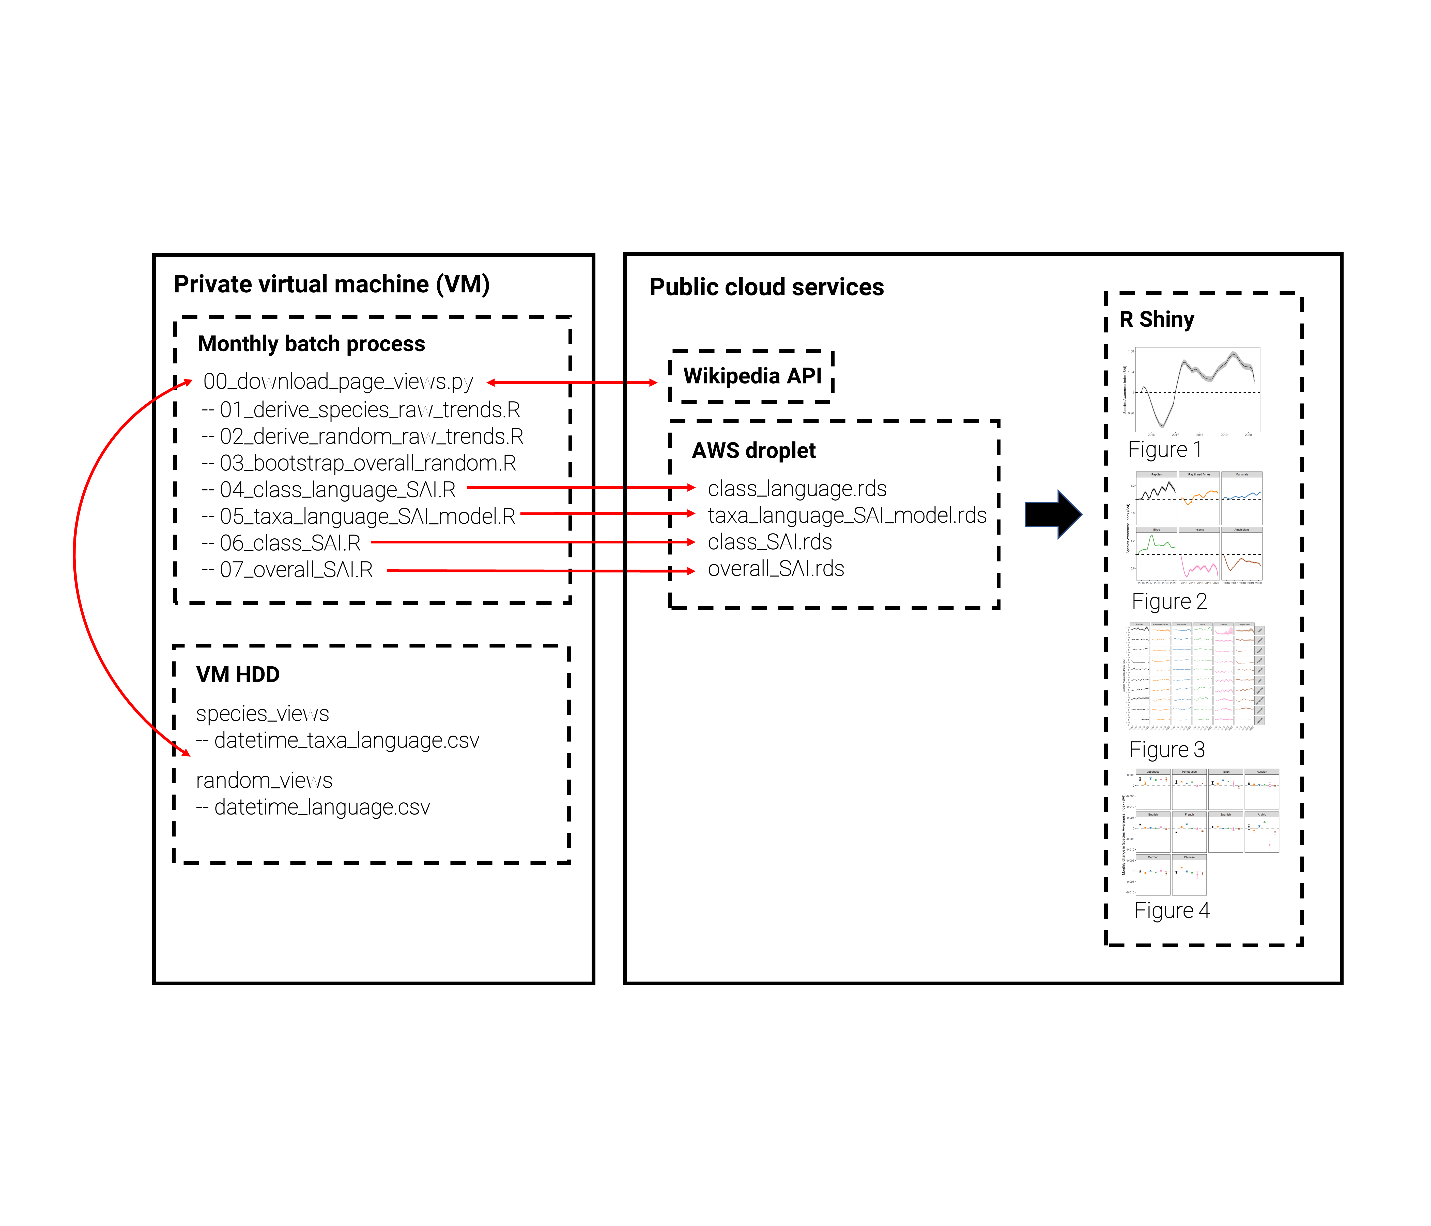 Private virtual machine (VM)
Monthly batch process
00_download_page_views.py
-- 01_derive_species_raw_trends.R
-- 02_derive_random_raw_trends.R
-- 03_bootstrap_overall_random.R
-- 04_class_language_SAI.R
-- 05_taxa_language_SAI_model.R
-- 06_class_SAI.R
-- 07_overall_SAI.R
VM HDD
species_views
-- datetime_taxa_language.csv
random_views
-- datetime_language.csv
Public cloud services
Wikipedia API
AWS droplet
class_language.rds
taxa_language_SAI_model.rds
class_SAI.rds
overall_SAI.rds
R Shiny
Figure 1
Figure 2
Figure 3
Figure 4